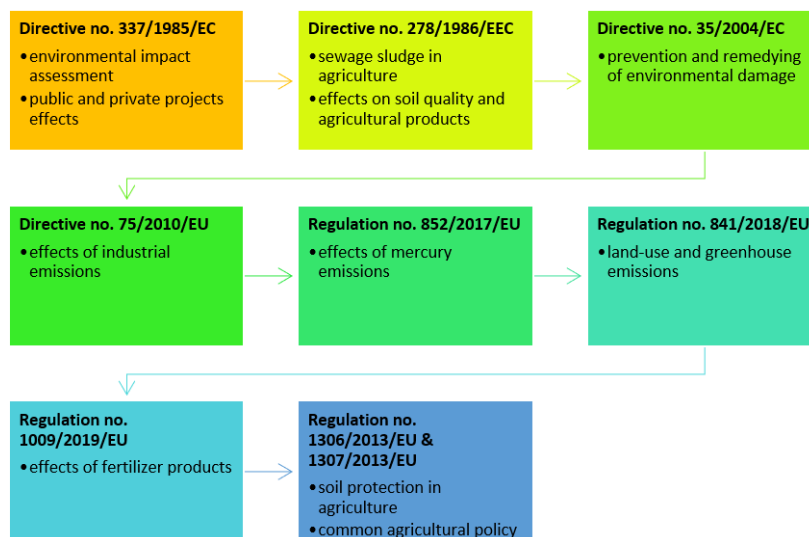 Directive no. 337/1985/EC
•environmental impact
assessment
•public and private projects
effects
Directive no. 278/1986/EEC
•sewage sludge in
agriculture
•effects on soil quality and
agricultural products
Directive no. 35/2004/EC
•prevention and remedying
of environmental damage
Directive no. 75/2010/EU
•effects of industrial
emissions
Regulation no. 852/2017/EU
•effects of mercury
emissions
Regulation no. 841/2018/EU
•land-use and greenhouse
emissions
Regulation no.
1009/2019/EU
•effects of fertilizer products
Regulation no.
1306/2013/EU &
1307/2013/EU
•soil protection in
agriculture
•common agricultural policy